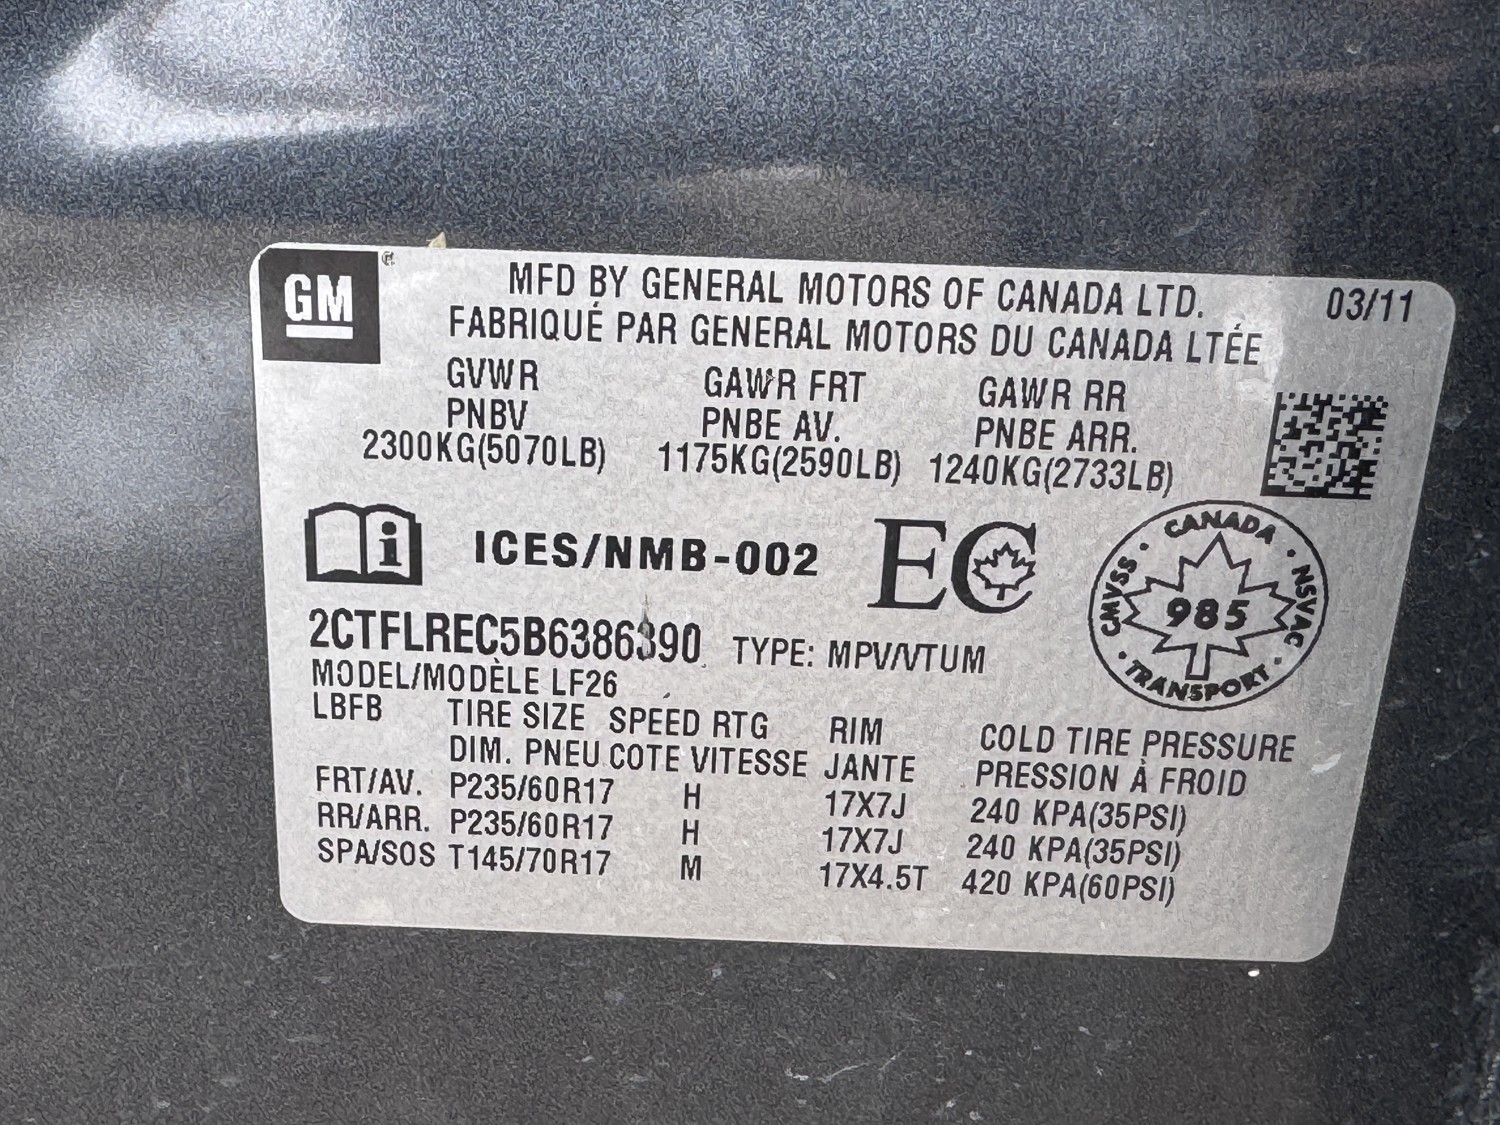 GM
MFD BY GENERAL MOTORS OF CANADA LTD. 03/11
FABRIQUÉ PAR GENERAL MOTORS DU CANADA LTÉE
GVWR GAWR FRT GAWR RR
PNBV PNBE AV. PNBE ARR.
2300KG(5070LB) 1175KG(2590LB) 1240KG(2733LB)
ICES/NMB-002 EC
CANADA · NSVAC · TRANSPORT · CMVSS ·
985
2CTFLREC5B6386390 TYPE: MPV/VTUM
MODEL/MODÈLE LF26
LBFB TIRE SIZE SPEED RTG RIM COLD TIRE PRESSURE
DIM. PNEU COTE VITESSE JANTE PRESSION À FROID
FRT/AV. P235/60R17 H 17X7J 240 KPA(35PSI)
RR/ARR. P235/60R17 H 17X7J 240 KPA(35PSI)
SPA/SOS T145/70R17 M 17X4.5T 420 KPA(60PSI)